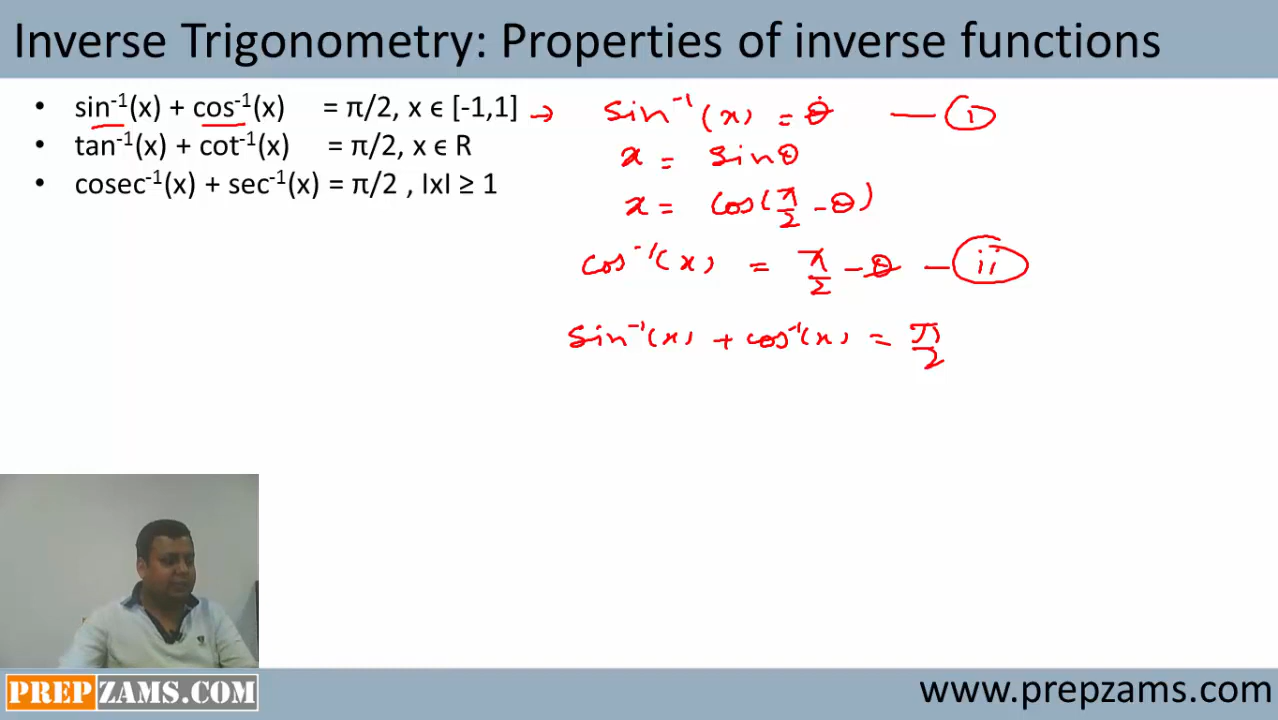 Inverse Trigonometry: Properties of inverse functions
• sin⁻¹(x) + cos⁻¹(x) = π/2, x ϵ [-1,1]
• tan⁻¹(x) + cot⁻¹(x) = π/2, x ϵ R
• cosec⁻¹(x) + sec⁻¹(x) = π/2 , IxI ≥ 1
→ sin⁻¹(x) = θ — (i)
x = sinθ
x = cos(π/2 - θ)
cos⁻¹(x) = π/2 - θ — (ii)
sin⁻¹(x) + cos⁻¹(x) = π/2
PREPZAMS.COM
www.prepzams.com